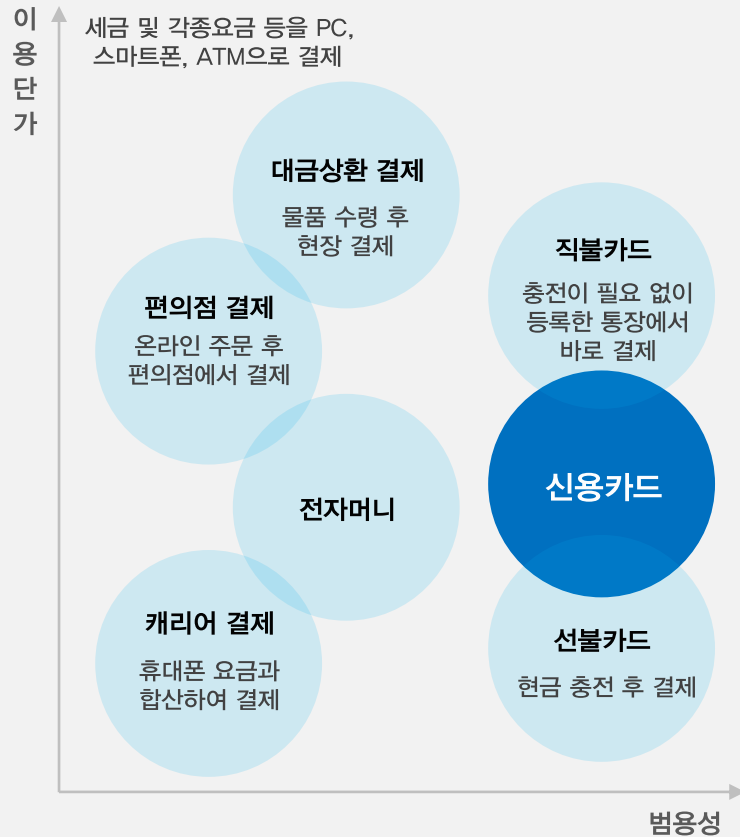 이용단가
세금 및 각종요금 등을 PC,
스마트폰, ATM으로 결제
대금상환 결제
물품 수령 후
현장 결제
직불카드
충전이 필요 없이
등록한 통장에서
바로 결제
편의점 결제
온라인 주문 후
편의점에서 결제
신용카드
전자머니
캐리어 결제
휴대폰 요금과
합산하여 결제
선불카드
현금 충전 후 결제
범용성